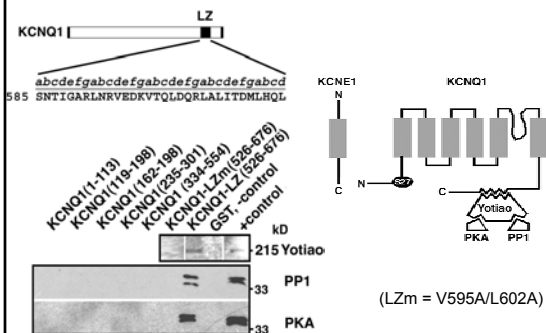 LZ
KCNQ1
abcdefgabcdefgabcdefgabcdefgabcd
585 SNTIGARLNRVEDKVTQLDQRLALITDMLHQL
KCNQ1(1-113)
KCNQ1(119-198)
KCNQ1(162-198)
KCNQ1(235-301)
KCNQ1(334-554)
KCNQ1-LZm(526-676)
KCNQ1-LZ(526-676)
GST, -control
+control
kD
215 Yotiao
33 PP1
33 PKA
KCNE1
KCNQ1
N
C
N
S27
C
Yotiao
PKA
PP1
(LZm = V595A/L602A)